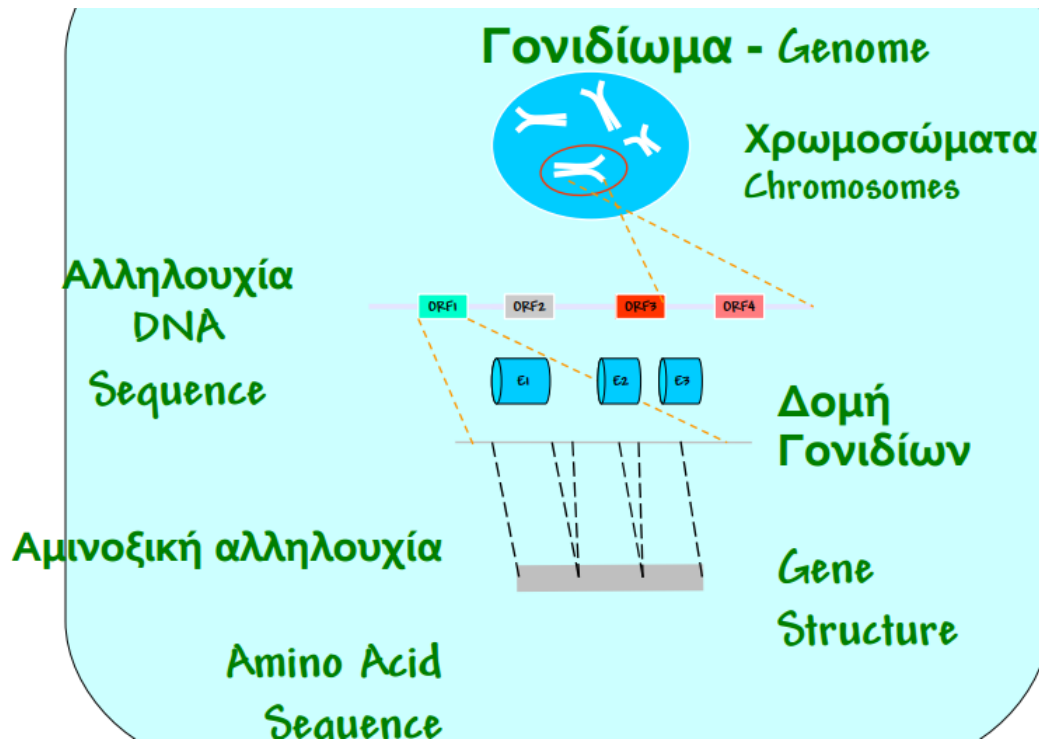 Γονιδίωμα - Genome
Χρωμοσώματα
Chromosomes
Αλληλουχία
DNA
Sequence
ORF1 ORF2 ORF3 ORF4
E1 E2 E3
Δομή
Γονιδίων
Αμινοξική αλληλουχία
Gene
Structure
Amino Acid
Sequence